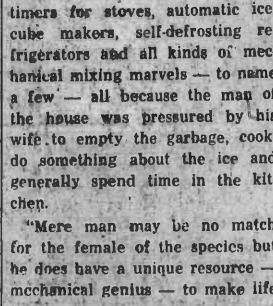 timers for stoves, automatic ice
cube makers, self-defrosting re
frigerators and all kinds of mec
hanical mixing marvels — to name
a few — all because the man of
the house was pressured by his
wife to empty the garbage, cook
do something about the ice and
generally spend time in the kit
chen.
"Mere man may be no match
for the female of the species but
he does have a unique resource —
mechanical genius — to make life